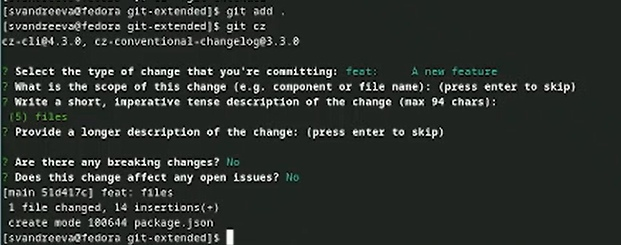 [svandreeva@fedora git-extended]$ git add .
[svandreeva@fedora git-extended]$ git cz
cz-cli@4.3.0, cz-conventional-changelog@3.3.0
? Select the type of change that you're committing: feat:     A new feature
? What is the scope of this change (e.g. component or file name): (press enter to skip)
? Write a short, imperative tense description of the change (max 94 chars):
(5) files
? Provide a longer description of the change: (press enter to skip)
? Are there any breaking changes? No
? Does this change affect any open issues? No
[main 51d417c] feat: files
1 file changed, 14 insertions(+)
create mode 100644 package.json
[svandreeva@fedora git-extended]$